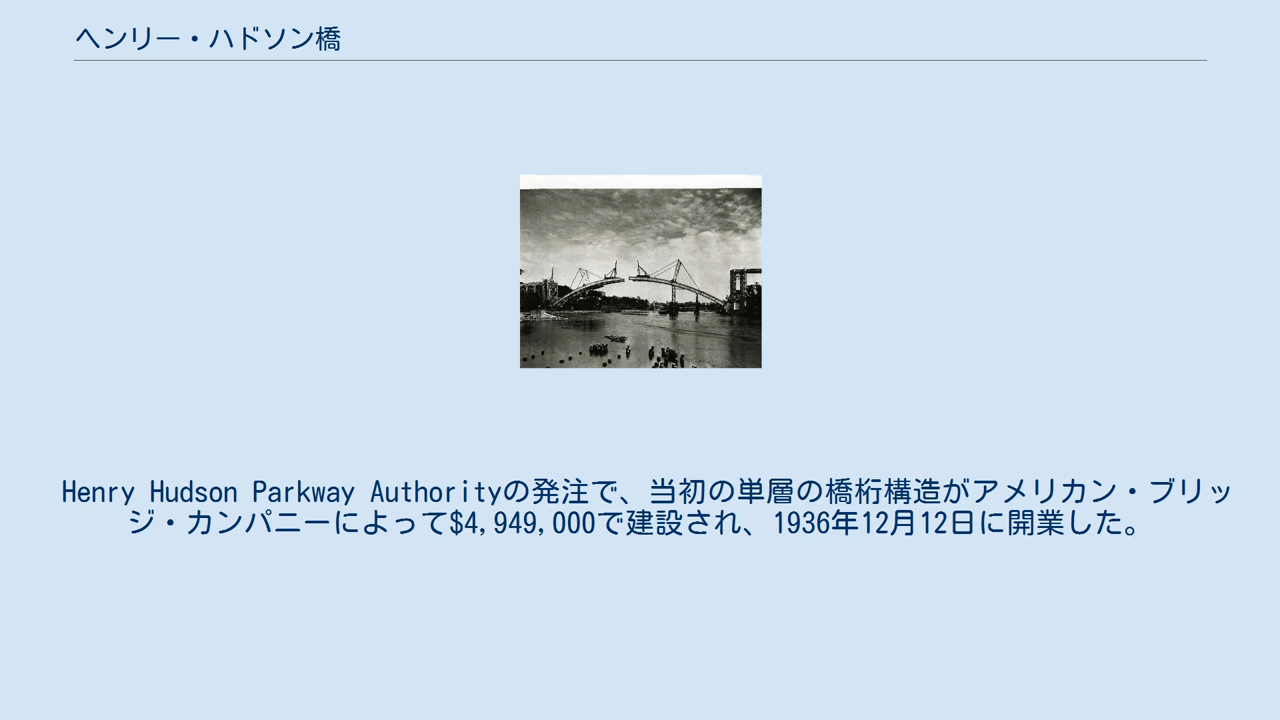 ヘンリー・ハドソン橋
Henry Hudson Parkway Authorityの発注で、当初の単層の橋桁構造がアメリカン・ブリッ
ジ・カンパニーによって$4,949,000で建設され、1936年12月12日に開業した。